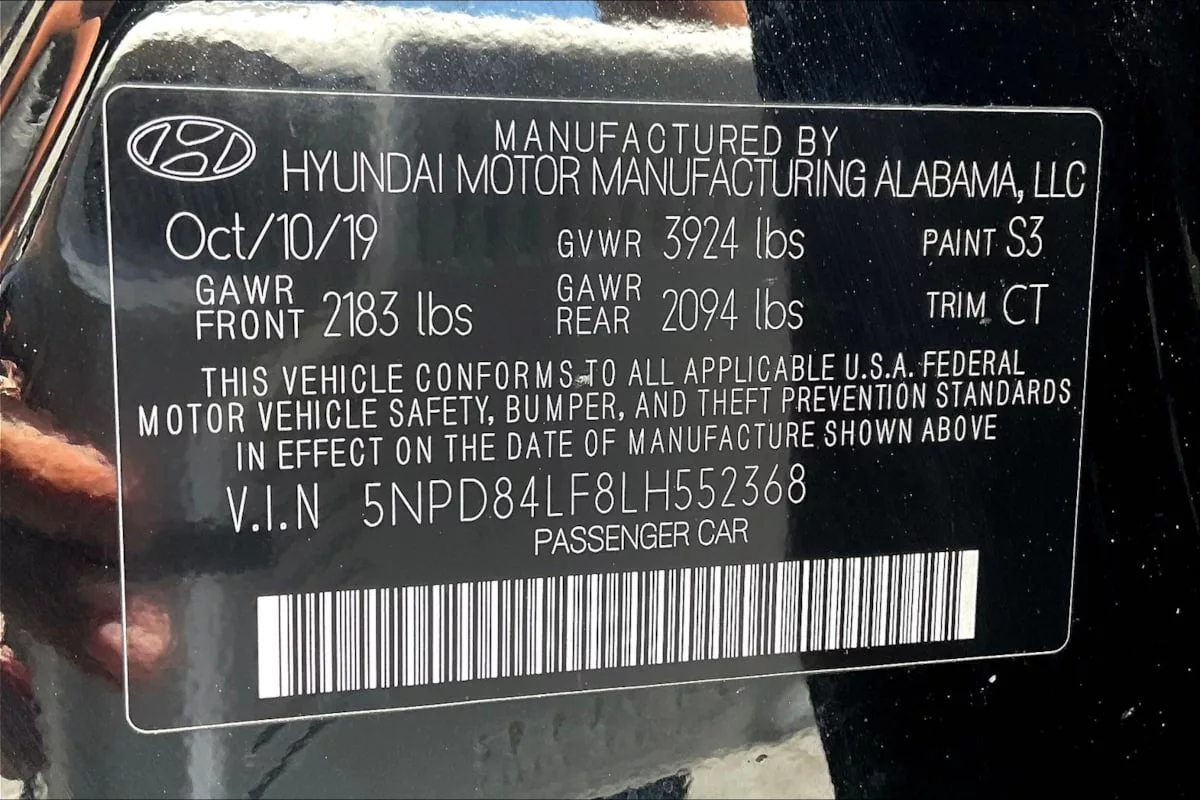 MANUFACTURED BY
HYUNDAI MOTOR MANUFACTURING ALABAMA, LLC
Oct/10/19 GVWR 3924 lbs PAINT S3
GAWR FRONT 2183 lbs GAWR REAR 2094 lbs TRIM CT
THIS VEHICLE CONFORMS TO ALL APPLICABLE U.S.A. FEDERAL
MOTOR VEHICLE SAFETY, BUMPER, AND THEFT PREVENTION STANDARDS
IN EFFECT ON THE DATE OF MANUFACTURE SHOWN ABOVE
V.I.N 5NPD84LF8LH552368
PASSENGER CAR